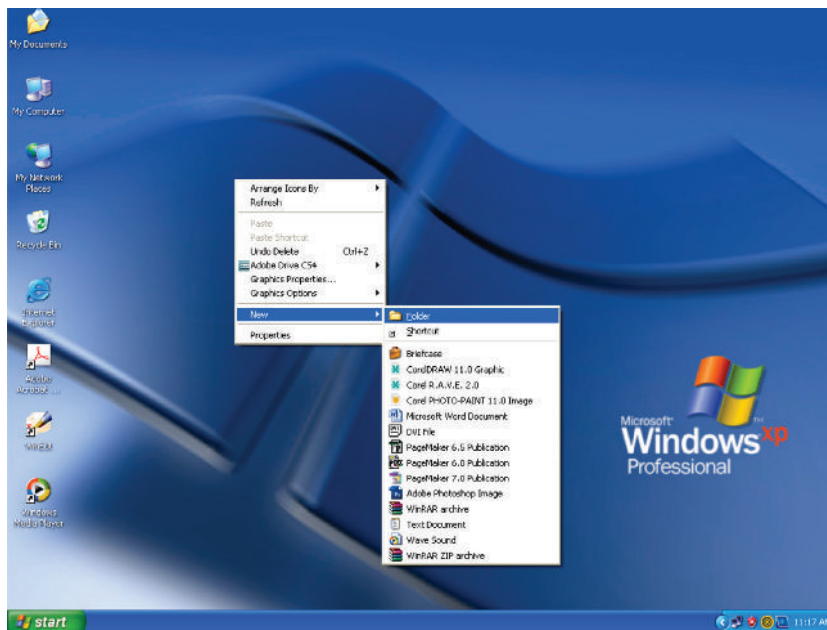 My Documents
My Computer
My Network
Places
Recycle Bin
Internet
Explorer
Adobe
Acrobat ...
Windows
Media Player
Arrange Icons By
Refresh
Paste
Paste Shortcut
Undo Delete Ctrl+Z
Adobe Drive CS4
Graphics Properties...
Graphics Options
New
Properties
Folder
Shortcut
Briefcase
CorelDRAW 11.0 Graphic
Corel R.A.V.E. 2.0
Corel PHOTO-PAINT 11.0 Image
Microsoft Word Document
DVI File
PageMaker 6.5 Publication
PageMaker 6.0 Publication
PageMaker 7.0 Publication
Adobe Photoshop Image
WinRAR archive
Text Document
Wave Sound
WinRAR ZIP archive
Microsoft
Windows xp
Professional
start
11:17 AM